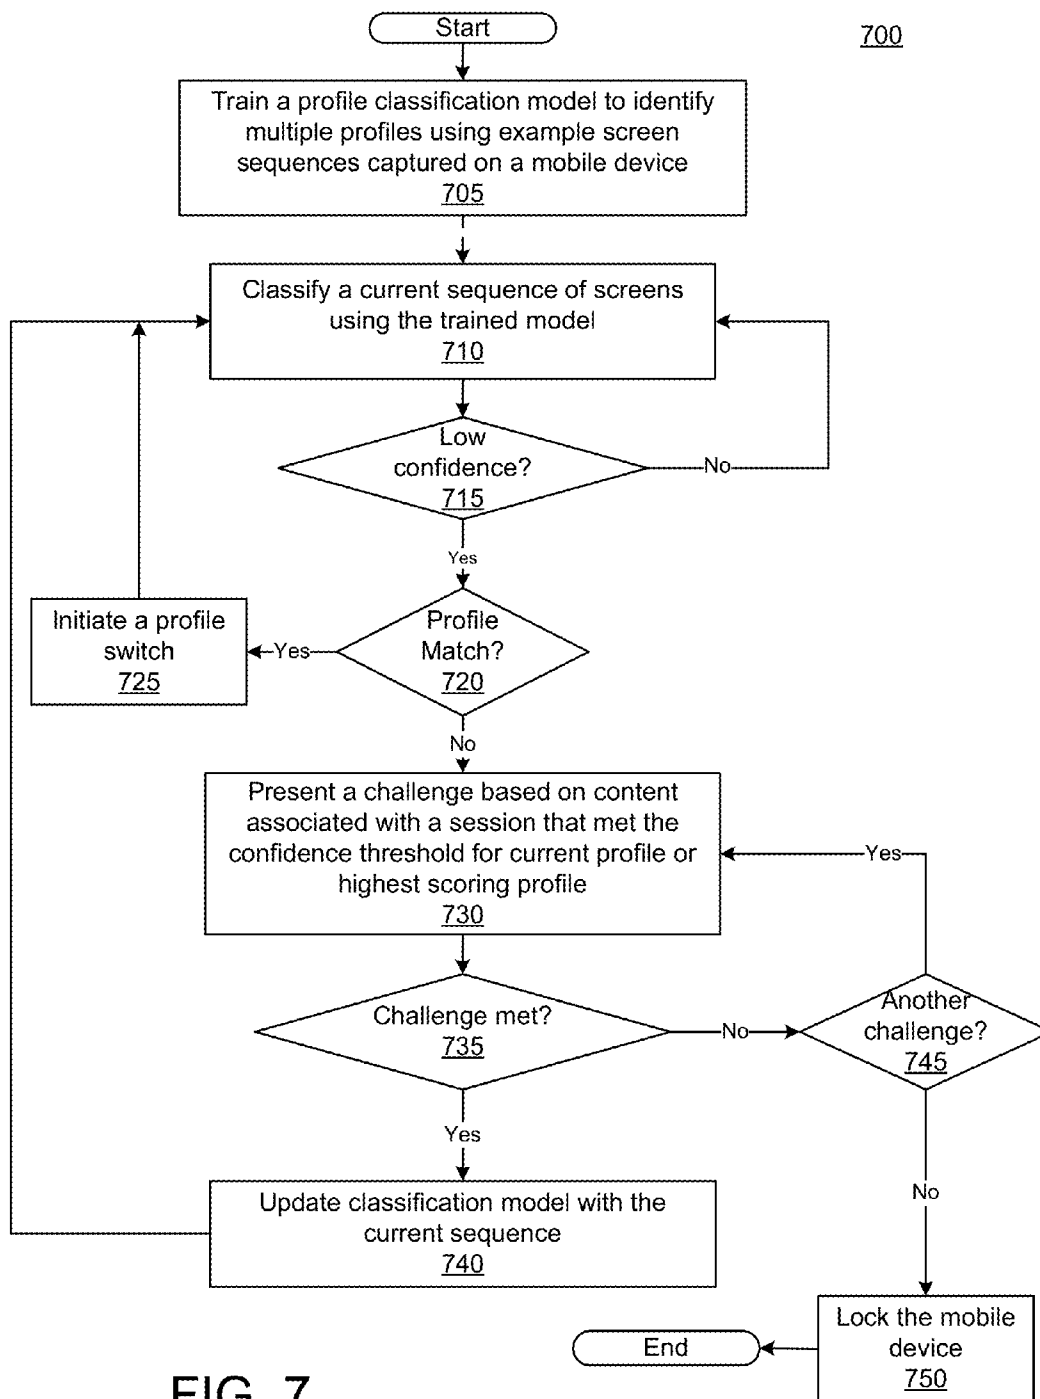 Start
700
Train a profile classification model to identify
multiple profiles using example screen
sequences captured on a mobile device
705
Classify a current sequence of screens
using the trained model
710
Low
confidence?
715
No
Yes
Initiate a profile
switch
725
Yes
Profile
Match?
720
No
Present a challenge based on content
associated with a session that met the
confidence threshold for current profile or
highest scoring profile
730
Yes
Challenge met?
735
No
Another
challenge?
745
Yes
No
Update classification model with the
current sequence
740
Lock the mobile
device
750
End
FIG. 7